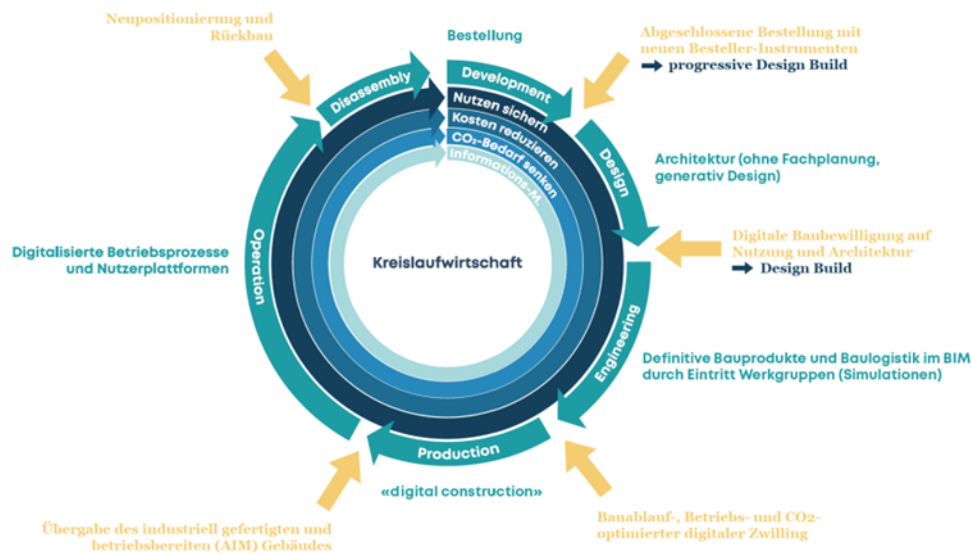 Neupositionierung und
Rückbau
Bestellung
Abgeschlossene Bestellung mit
neuen Besteller-Instrumenten
progressive Design Build
Disassembly
Development
Nutzen sichern
Kosten reduzieren
CO₂-Bedarf senken
Informations-M.
Design
Architektur (ohne Fachplanung,
generativ Design)
Digitalisierte Betriebsprozesse
und Nutzerplattformen
Operation
Kreislaufwirtschaft
Digitale Baubewilligung auf
Nutzung und Architektur
Design Build
Engineering
Definitive Bauprodukte und Baulogistik im BIM
durch Eintritt Werkgruppen (Simulationen)
Production
«digital construction»
Übergabe des industriell gefertigten und
betriebsbereiten (AIM) Gebäudes
Bauablauf-, Betriebs- und CO2-
optimierter digitaler Zwilling